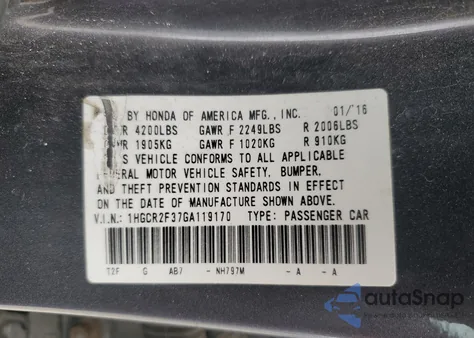 BY HONDA OF AMERICA MFG., INC. 01/16
R 4200LBS GAWR F 2249LBS R 2006LBS
R 1905KG GAWR F 1020KG R 910KG
S VEHICLE CONFORMS TO ALL APPLICABLE
ERAL MOTOR VEHICLE SAFETY, BUMPER,
AND THEFT PREVENTION STANDARDS IN EFFECT
ON THE DATE OF MANUFACTURE SHOWN ABOVE.
V.I.N.: 1HGCR2F37GA119170 TYPE: PASSENGER CAR
T2F G AB7 - NH797M - A - A
autoSnap